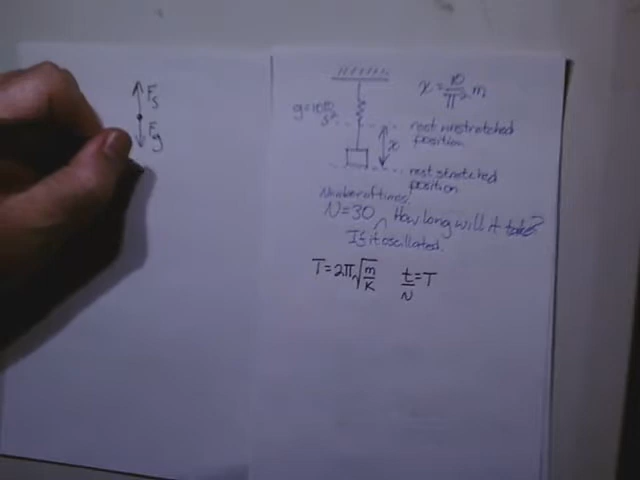 Fs
Fg
x = 10/π² m
g=10 m/s²
rest unstretched
position
x
rest stretched
position
Number of times
N=30 How long will it take?
Is it oscillated.
T=2π√m/K t/N=T